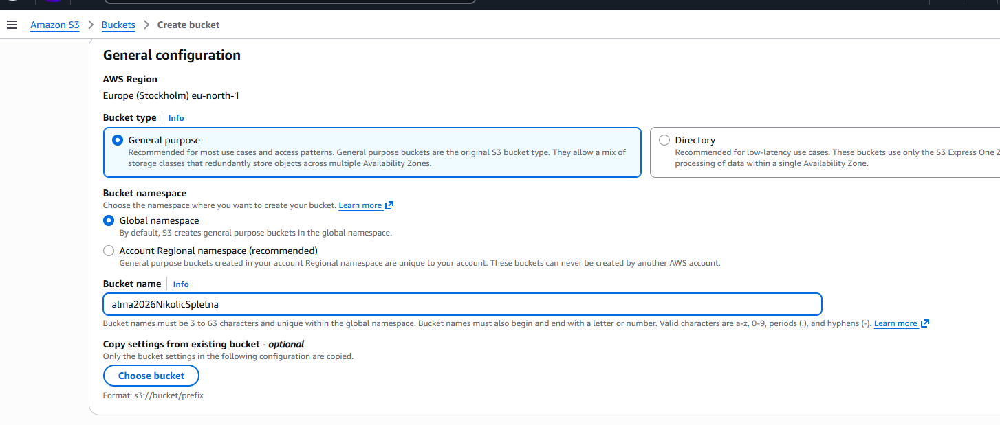 Amazon S3 > Buckets > Create bucket
General configuration
AWS Region
Europe (Stockholm) eu-north-1
Bucket type Info
General purpose
Recommended for most use cases and access patterns. General purpose buckets are the original S3 bucket type. They allow a mix of
storage classes that redundantly store objects across multiple Availability Zones.
Directory
Recommended for low-latency use cases. These buckets use only the S3 Express One
processing of data within a single Availability Zone.
Bucket namespace
Choose the namespace where you want to create your bucket. Learn more
Global namespace
By default, S3 creates general purpose buckets in the global namespace.
Account Regional namespace (recommended)
General purpose buckets created in your account Regional namespace are unique to your account. These buckets can never be created by another AWS account.
Bucket name Info
alma2026NikolicSpletna
Bucket names must be 3 to 63 characters and unique within the global namespace. Bucket names must also begin and end with a letter or number. Valid characters are a-z, 0-9, periods (.), and hyphens (-). Learn more
Copy settings from existing bucket - optional
Only the bucket settings in the following configuration are copied.
Choose bucket
Format: s3://bucket/prefix